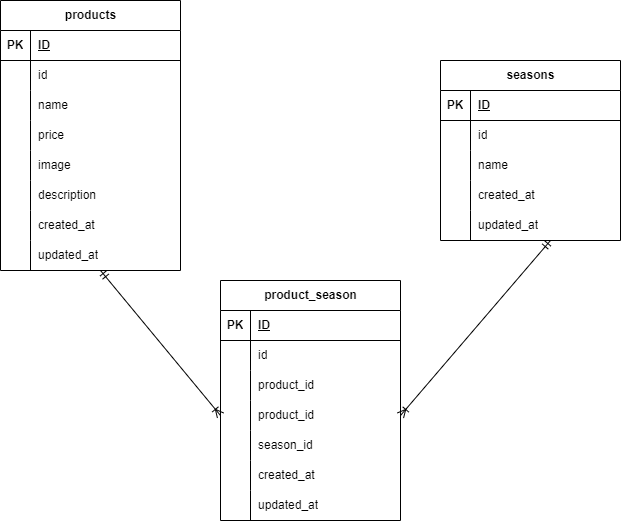 products
PK ID
id
name
price
image
description
created_at
updated_at
seasons
PK ID
id
name
created_at
updated_at
product_season
PK ID
id
product_id
product_id
season_id
created_at
updated_at